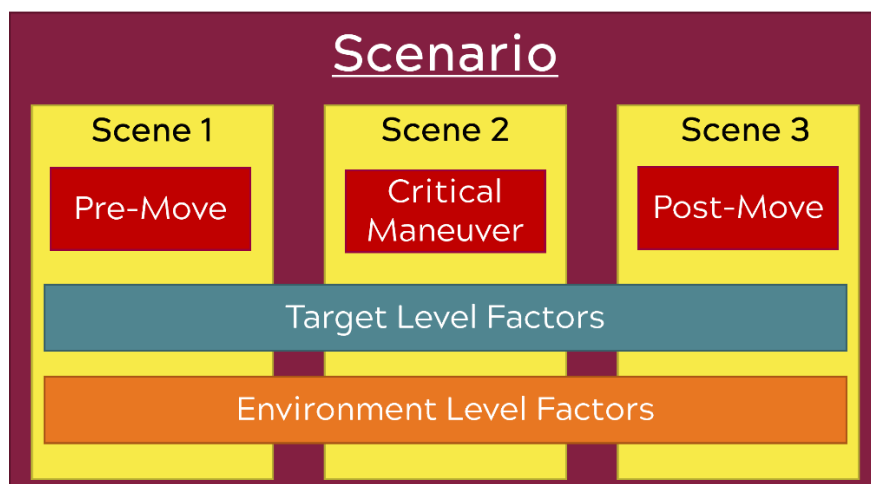 Scenario
Scene 1
Pre-Move
Scene 2
Critical
Maneuver
Scene 3
Post-Move
Target Level Factors
Environment Level Factors